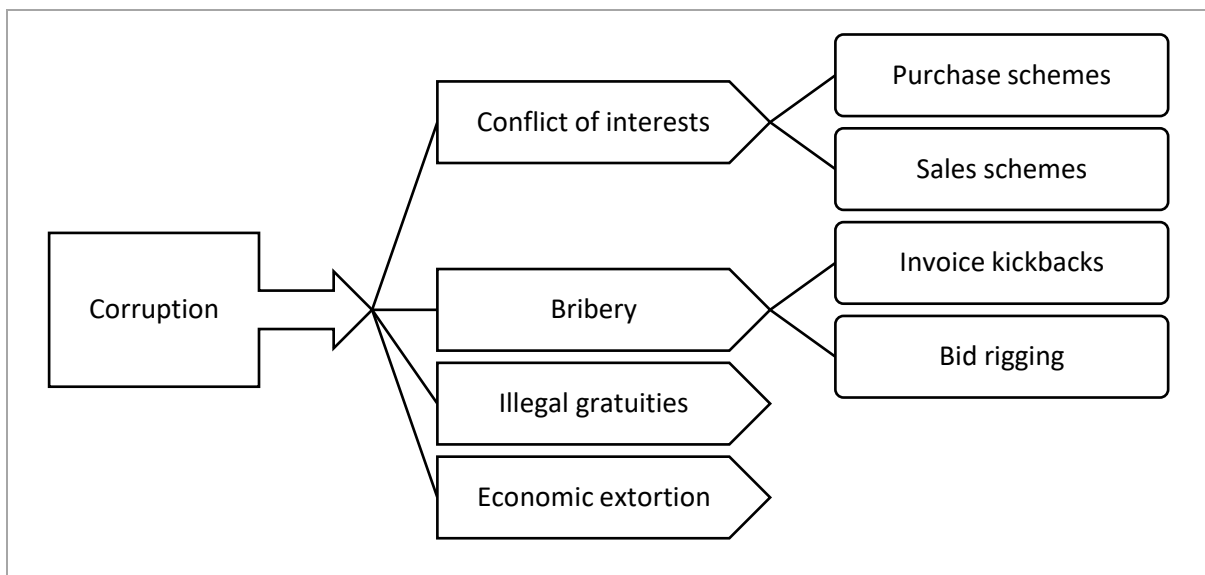 Corruption
Conflict of interests
Purchase schemes
Sales schemes
Bribery
Invoice kickbacks
Bid rigging
Illegal gratuities
Economic extortion